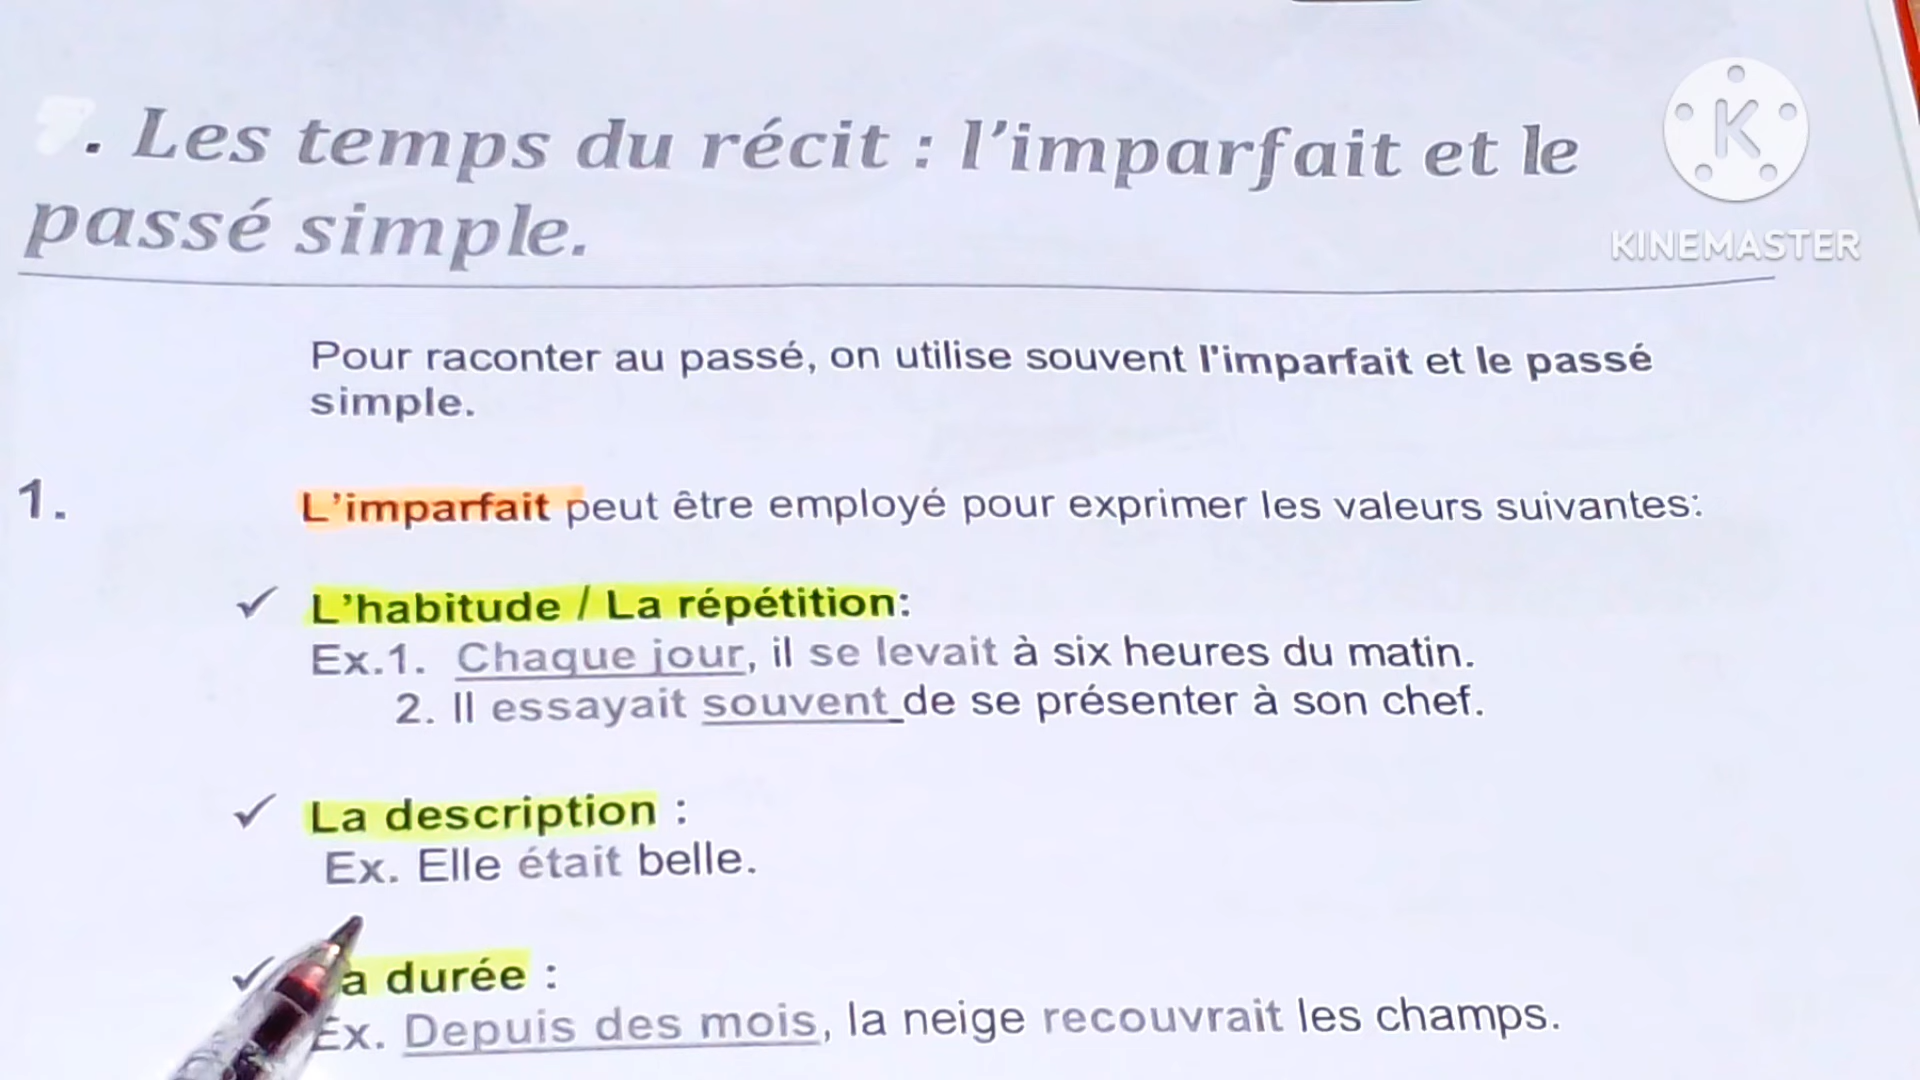 . Les temps du récit : l'imparfait et le
passé simple.
K
KINEMASTER
Pour raconter au passé, on utilise souvent l'imparfait et le passé
simple.
1. L'imparfait peut être employé pour exprimer les valeurs suivantes:
✓ L'habitude / La répétition:
Ex.1. Chaque jour, il se levait à six heures du matin.
2. Il essayait souvent de se présenter à son chef.
✓ La description :
Ex. Elle était belle.
✓ a durée :
Ex. Depuis des mois, la neige recouvrait les champs.